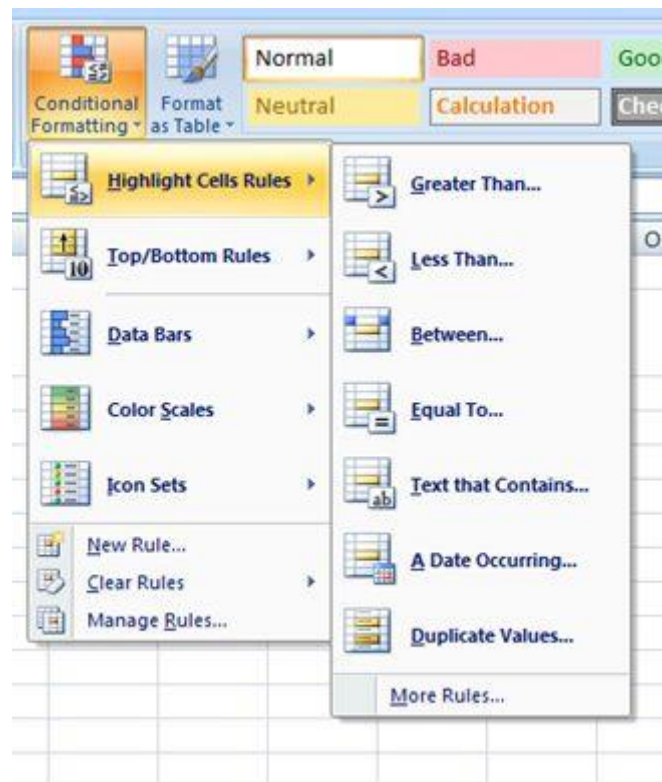 Normal
Bad
Goo
Conditional Formatting
Format as Table
Neutral
Calculation
Che
Highlight Cells Rules
Top/Bottom Rules
Data Bars
Color Scales
Icon Sets
New Rule...
Clear Rules
Manage Rules...
Greater Than...
Less Than...
Between...
Equal To...
Text that Contains...
A Date Occurring...
Duplicate Values...
More Rules...
O